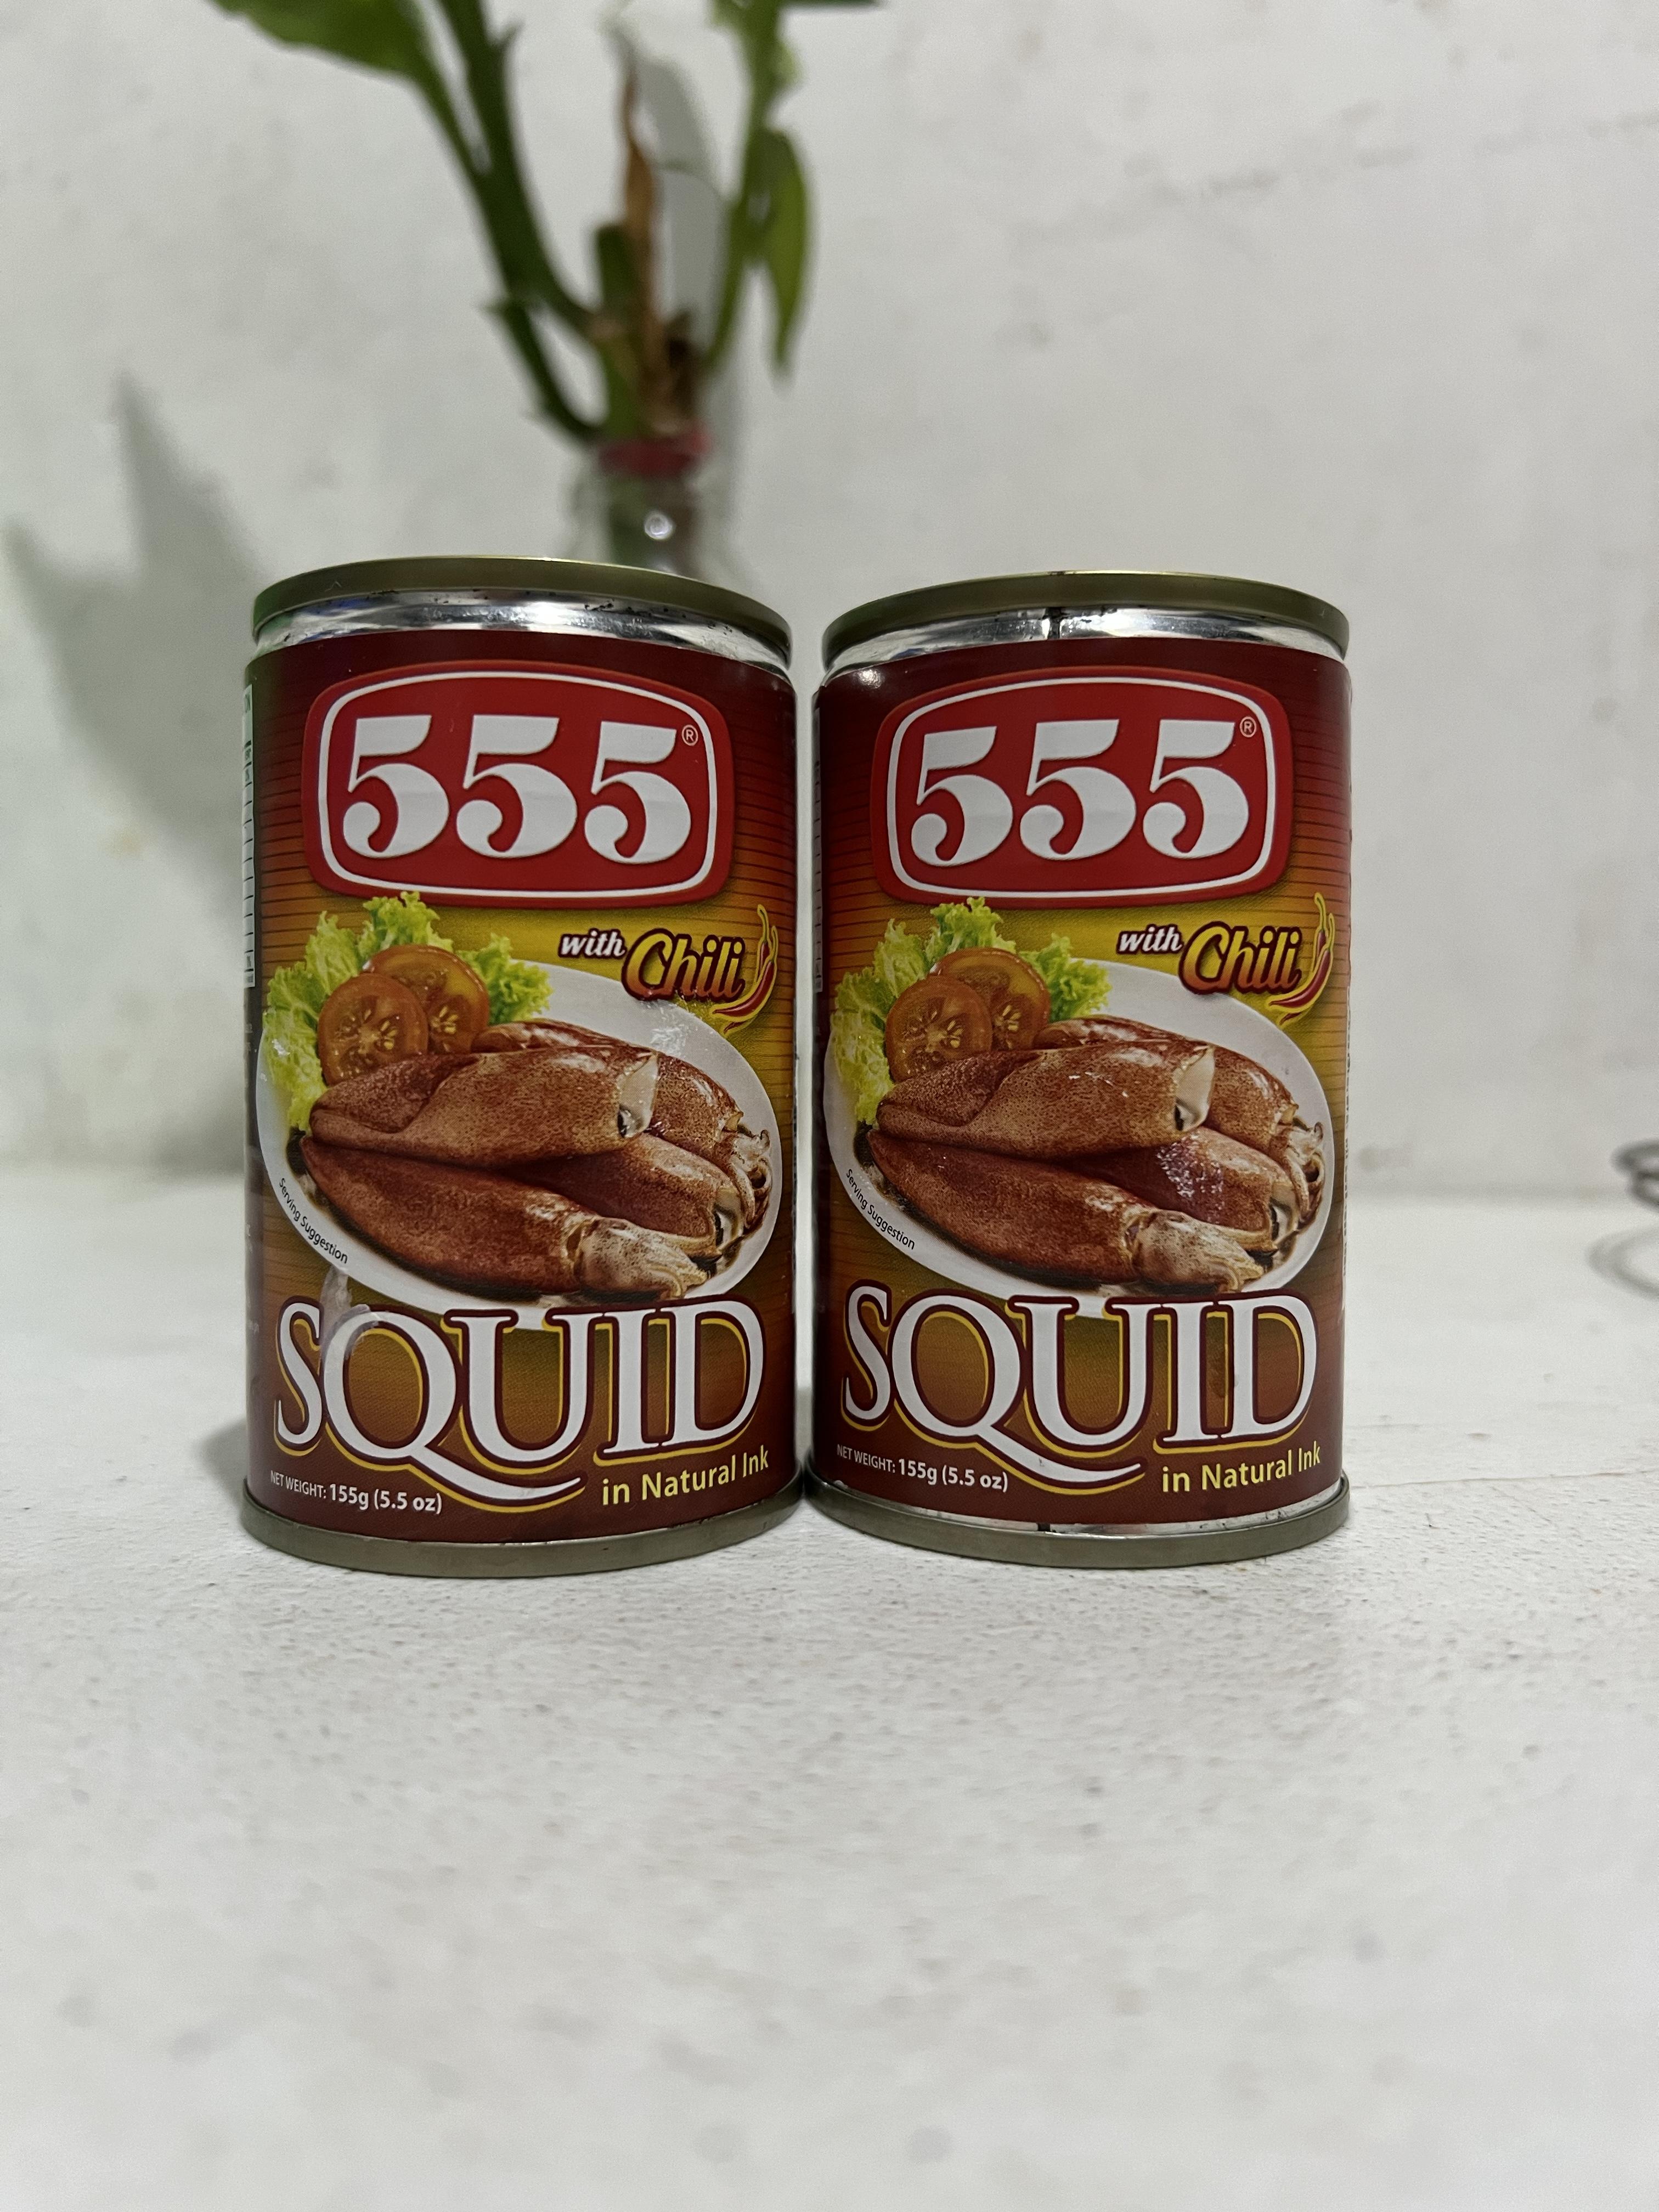 555®
with Chili
Serving Suggestion
SQUID
NET WEIGHT: 155g (5.5 oz)
in Natural Ink
555®
with Chili
Serving Suggestion
SQUID
NET WEIGHT: 155g (5.5 oz)
in Natural Ink